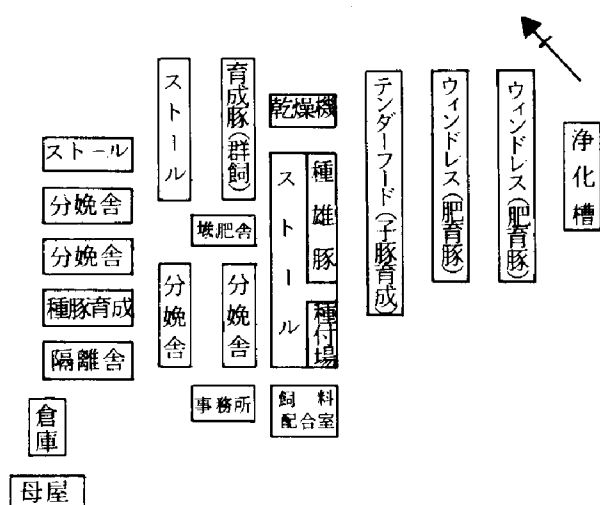 ストール
分娩舎
分娩舎
種豚育成
隔離舎
倉庫
母屋
ストール
分娩舎
育成豚(群飼)
堆肥舎
分娩舎
事務所
乾燥機
ストール
種雄豚
種付場
飼料
配合室
テンダーフード(子豚育成)
ウィンドレス(肥育豚)
ウィンドレス(肥育豚)
浄化槽